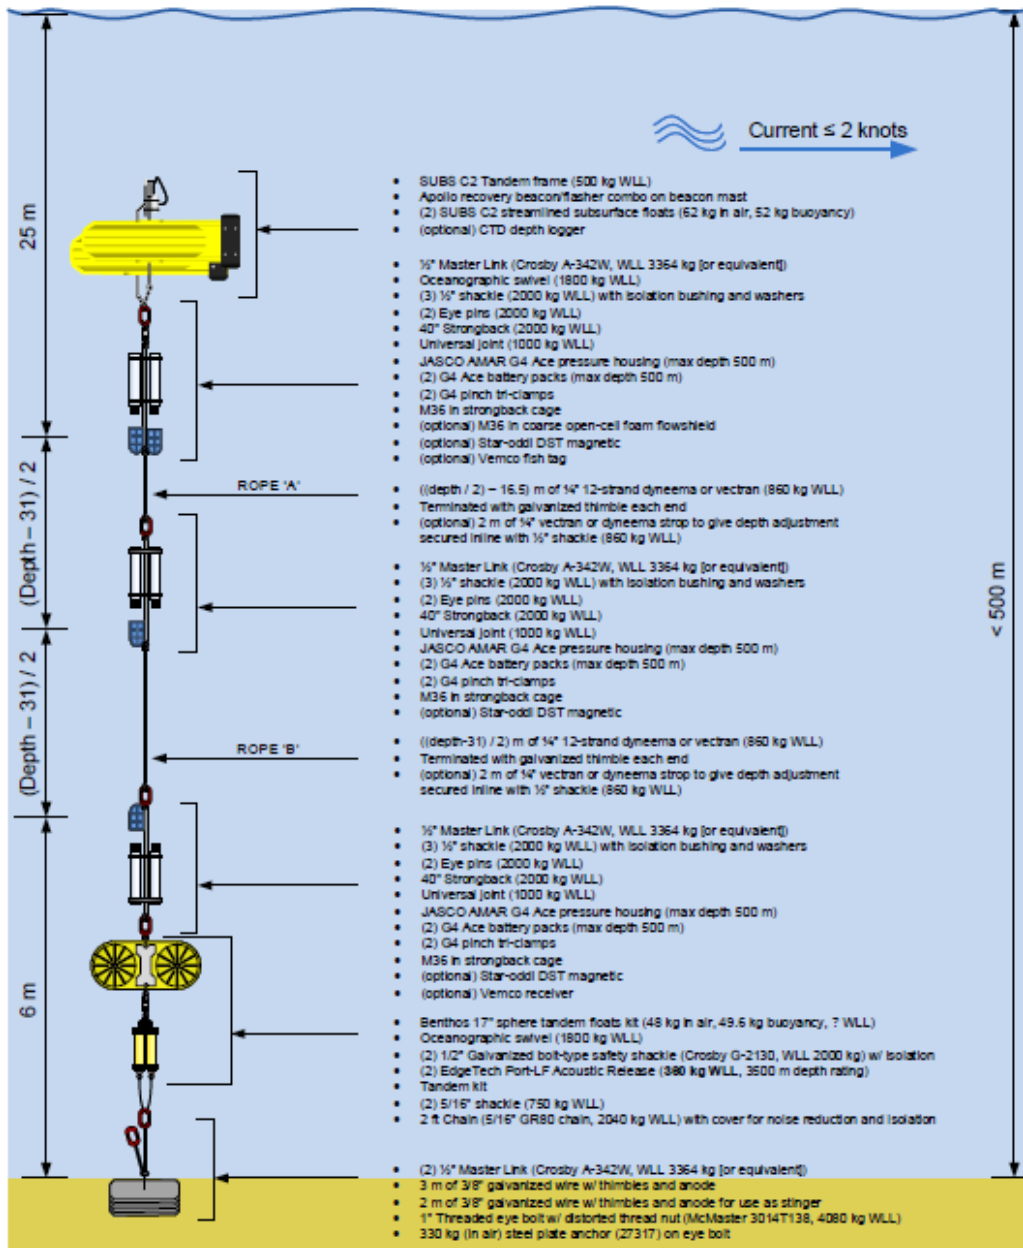 Current ≤ 2 knots
• SUBS C2 Tandem frame (500 kg WLL)
• Apollo recovery beacon/flasher combo on beacon mast
• (2) SUBS C2 streamlined subsurface floats (62 kg in air, 52 kg buoyancy)
• (optional) CTD depth logger
25 m
• ½" Master Link (Crosby A-342W, WLL 3364 kg [or equivalent])
• Oceanographic swivel (1800 kg WLL)
• (3) ½" shackle (2000 kg WLL) with isolation bushing and washers
• (2) Eye pins (2000 kg WLL)
• 40" Strongback (2000 kg WLL)
• Universal joint (1000 kg WLL)
• JASCO AMAR G4 Ace pressure housing (max depth 500 m)
• (2) G4 Ace battery packs (max depth 500 m)
• (2) G4 pinch tri-clamps
• M36 in strongback cage
• (optional) M36 in coarse open-cell foam flowshield
• (optional) Star-oddi DST magnetic
• (optional) Vemco fish tag
(Depth – 31) / 2
ROPE 'A'
• ((depth / 2) – 16.5) m of ¼" 12-strand dyneema or vectran (860 kg WLL)
• Terminated with galvanized thimble each end
• (optional) 2 m of ¼" vectran or dyneema strop to give depth adjustment
secured inline with ½" shackle (860 kg WLL)
• ½" Master Link (Crosby A-342W, WLL 3364 kg [or equivalent])
• (3) ½" shackle (2000 kg WLL) with isolation bushing and washers
• (2) Eye pins (2000 kg WLL)
• 40" Strongback (2000 kg WLL)
• Universal joint (1000 kg WLL)
• JASCO AMAR G4 Ace pressure housing (max depth 500 m)
• (2) G4 Ace battery packs (max depth 500 m)
• (2) G4 pinch tri-clamps
• M36 in strongback cage
• (optional) Star-oddi DST magnetic
< 500 m
(Depth – 31) / 2
ROPE 'B'
• ((depth-31) / 2) m of ¼" 12-strand dyneema or vectran (860 kg WLL)
• Terminated with galvanized thimble each end
• (optional) 2 m of ¼" vectran or dyneema strop to give depth adjustment
secured inline with ½" shackle (860 kg WLL)
• ½" Master Link (Crosby A-342W, WLL 3364 kg [or equivalent])
• (3) ½" shackle (2000 kg WLL) with isolation bushing and washers
• (2) Eye pins (2000 kg WLL)
• 40" Strongback (2000 kg WLL)
• Universal joint (1000 kg WLL)
• JASCO AMAR G4 Ace pressure housing (max depth 500 m)
• (2) G4 Ace battery packs (max depth 500 m)
• (2) G4 pinch tri-clamps
• M36 in strongback cage
• (optional) Star-oddi DST magnetic
• (optional) Vemco receiver
6 m
• Benthos 17" sphere tandem floats kit (48 kg in air, 49.6 kg buoyancy, ? WLL)
• Oceanographic swivel (1800 kg WLL)
• (2) 1/2" Galvanized bolt-type safety shackle (Crosby G-2130, WLL 2000 kg) w/ isolation
• (2) EdgeTech Port-LF Acoustic Release (380 kg WLL, 3500 m depth rating)
• Tandem kit
• (2) 5/16" shackle (750 kg WLL)
• 2 ft Chain (5/16" GR80 chain, 2040 kg WLL) with cover for noise reduction and isolation
• (2) ½" Master Link (Crosby A-342W, WLL 3364 kg [or equivalent])
• 3 m of 3/8" galvanized wire w/ thimbles and anode
• 2 m of 3/8" galvanized wire w/ thimbles and anode for use as stinger
• 1" Threaded eye bolt w/ distorted thread nut (McMaster 3014T138, 4080 kg WLL)
• 330 kg (in air) steel plate anchor (27317) on eye bolt